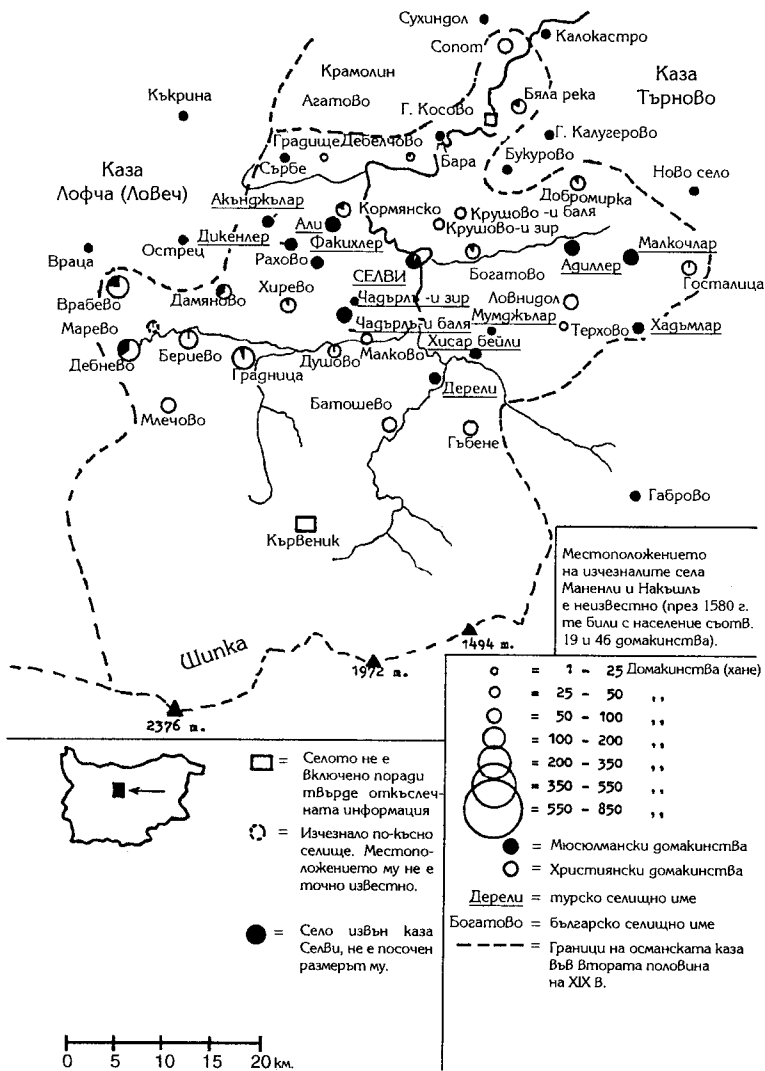 Сухиндол
Калокастро
Сопот
Крамолин
Каза
Търново
Агатово
Бяла река
Къкрина
Г. Косово
Градище
Дебелчово
Г. Калугерово
Бара
Сърбе
Букурово
Каза
Лофча (Ловеч)
Ново село
Добромирка
Акънджълар
Кормянско
Крушово -и баля
Али
Крушово-и зир
Дикенлер
Факихлер
Малкочлар
Острец
Рахово
Враца
СЕЛВИ
Богатово
Адиллер
Госталица
Врабево
Дамяново
Хирево
Чадърлъ -и зир
Ловнидол
Марево
Мумджълар
Чадърлъ-и баля
Терхово
Хадъмлар
Дебнево
Бериево
Малково
Хисар бейли
Душово
Градница
Дерели
Млечово
Батошево
Гъбене
Габрово
Кървеник
Местоположението
на изчезналите села
Маненли и Накъшлъ
е неизвестно (през 1580 г.
те били с население съотв.
19 и 46 домакинства).
Шипка
1494 m.
1972 m.
2376 m.
= 1 - 25 Домакинства (хане)
= 25 - 50 ,,
= 50 - 100 ,,
= 100 - 200 ,,
= 200 - 350 ,,
= 350 - 550 ,,
= 550 - 850 ,,
= Мюсюлмански домакинства
= Християнски домакинства
Дерели = турско селищно име
Богатово = българско селищно име
= Граници на османската каза
във втората половина
на XIX в.
= Селото не е
включено поради
твърде откъслеч-
ната информация
= Изчезнало по-късно
селище. Местопо-
ложението му не е
точно известно.
= Село извън каза
Селви, не е посочен
размерът му.
0 5 10 15 20 км.